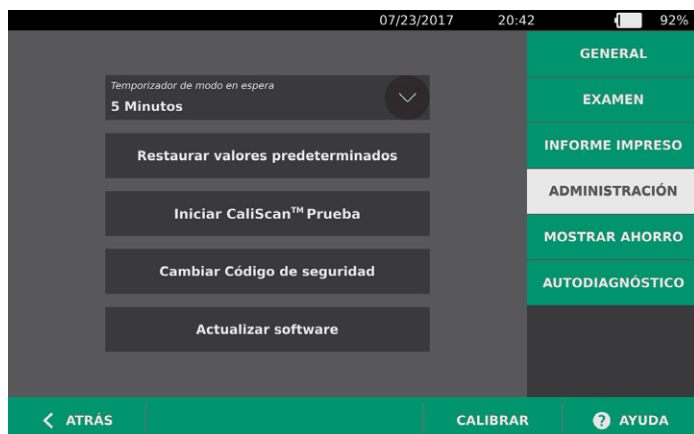 07/23/2017 20:42 92%
Temporizador de modo en espera
5 Minutos
Restaurar valores predeterminados
Iniciar CaliScan™ Prueba
Cambiar Código de seguridad
Actualizar software
GENERAL
EXAMEN
INFORME IMPRESO
ADMINISTRACIÓN
MOSTRAR AHORRO
AUTODIAGNÓSTICO
ATRÁS
CALIBRAR
? AYUDA